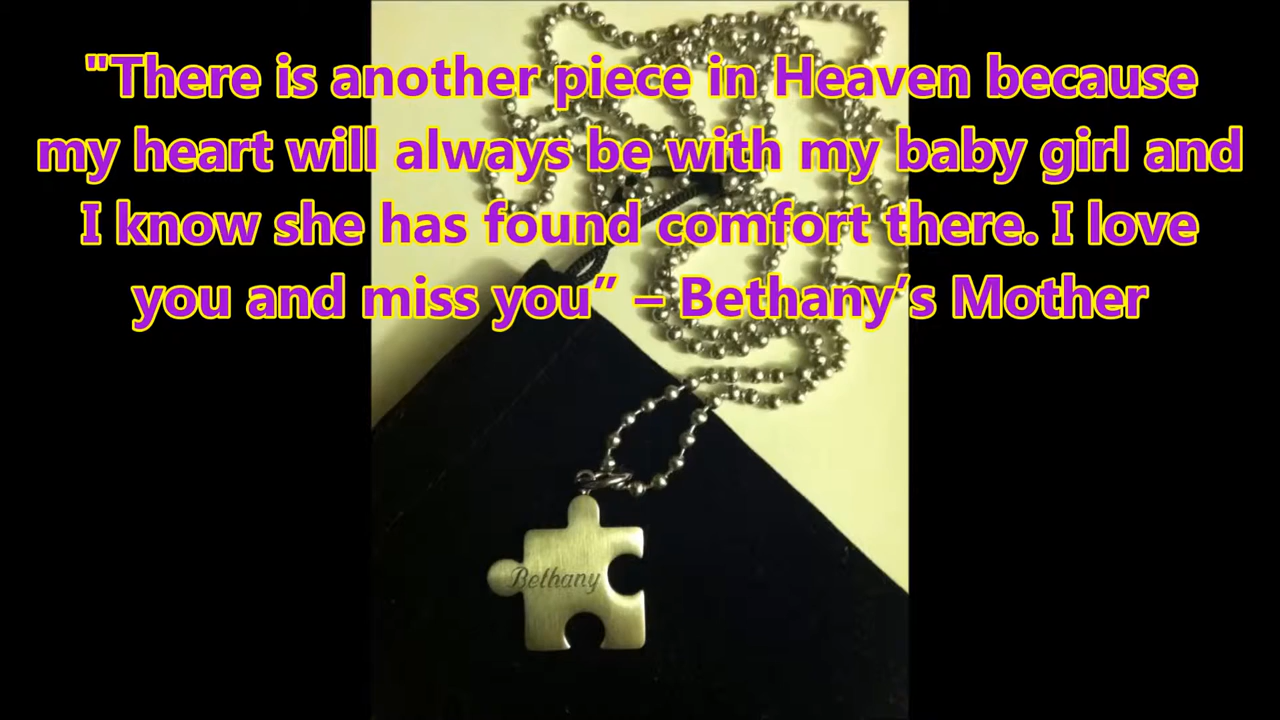 "There is another piece in Heaven because
my heart will always be with my baby girl and
I know she has found comfort there. I love
you and miss you” – Bethany’s Mother
Bethany